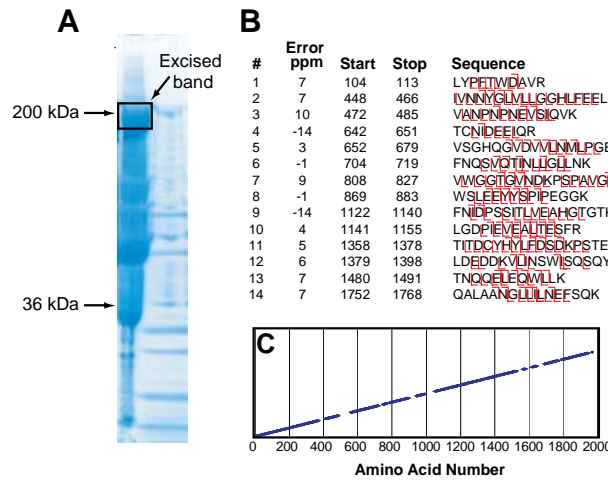 A
Excised
band
200 kDa
36 kDa
B
# Error ppm Start Stop Sequence
1 7 104 113 LYPFTWDAVR
2 7 448 466 IVNNYGLVLLGGHLFEEL
3 10 472 485 VANPNPNEVSIQVK
4 -14 642 651 TCNIDEEIQR
5 3 652 679 VSGHQGVDVVLNMLPGE
6 -1 704 719 FNQSVQTINLLGLLNK
7 9 808 827 VWGGTGVNDKPSPAVG
8 -1 869 883 WSLEEYYSPIPEGGK
9 -14 1122 1140 FNIDPSSITLVEAHGTGTK
10 4 1141 1155 LGDPIEVEALTESFR
11 5 1358 1378 TITDCYHYLFDSDKPSTE
12 6 1379 1398 LDEDDKVLINSWISQSQY
13 7 1480 1491 TNQQELEQWLLK
14 7 1752 1768 QALAANGLLILNEFSQK
C
0 200 400 600 800 1000 1200 1400 1600 1800 2000
Amino Acid Number